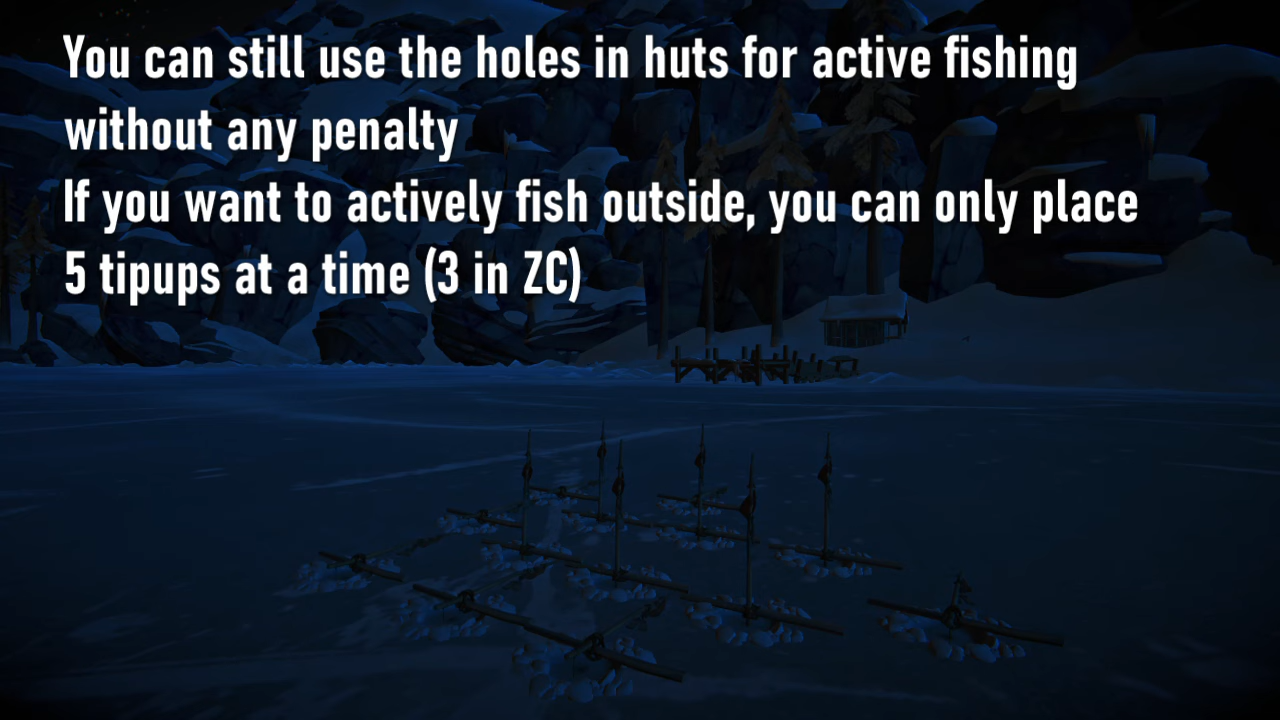 You can still use the holes in huts for active fishing
without any penalty
If you want to actively fish outside, you can only place
5 tipups at a time (3 in ZC)